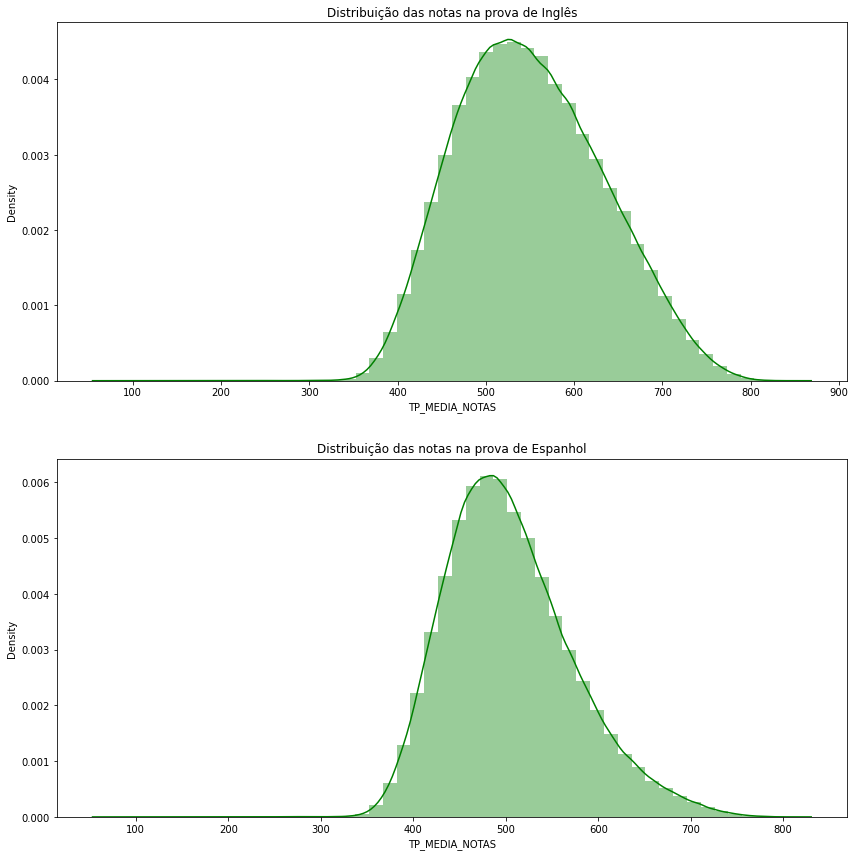 Distribuição das notas na prova de Inglês
0.004
0.003
0.002
0.001
0.000
Density
100 200 300 400 500 600 700 800 900
TP_MEDIA_NOTAS
Distribuição das notas na prova de Espanhol
0.006
0.005
0.004
0.003
0.002
0.001
0.000
Density
100 200 300 400 500 600 700 800
TP_MEDIA_NOTAS